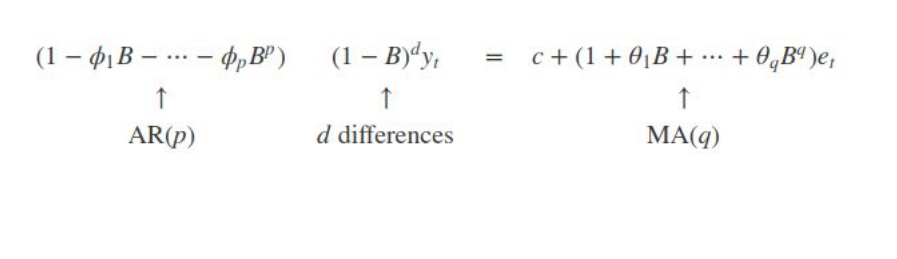 (1 − ϕ₁B − ⋯ − ϕₚBᵖ) (1 − B)ᵈyₜ = c + (1 + θ₁B + ⋯ + θ_qB^q)eₜ
↑ ↑ ↑
AR(p) d differences MA(q)